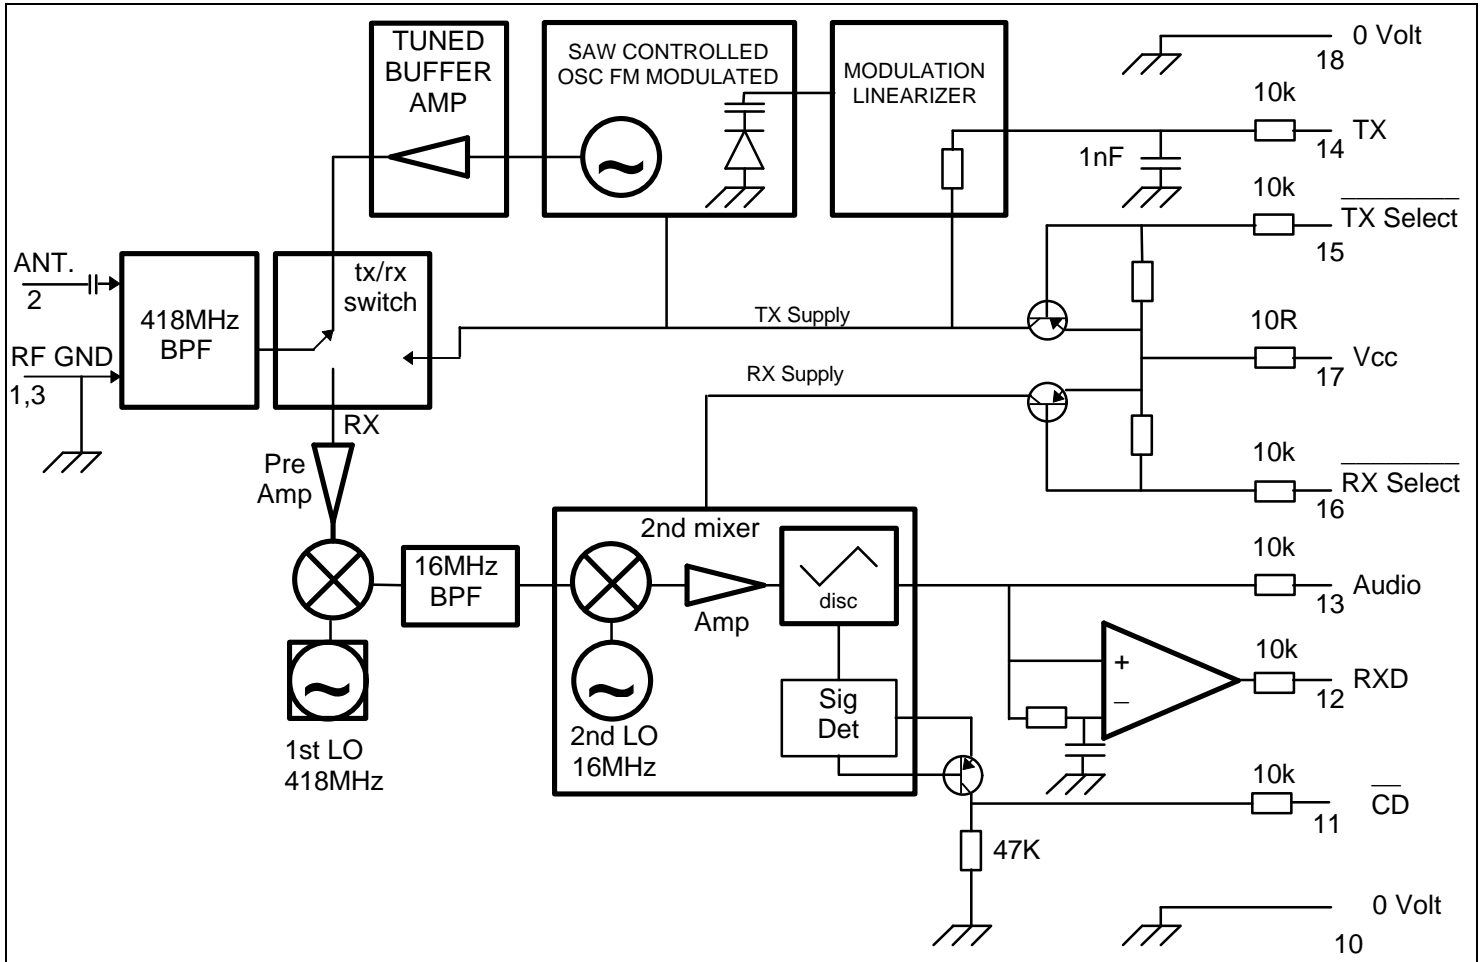 TUNED
BUFFER
AMP
SAW CONTROLLED
OSC FM MODULATED
MODULATION
LINEARIZER
0 Volt
18
10k
TX
14
1nF
10k
TX Select
15
ANT.
2
418MHz
BPF
tx/rx
switch
TX Supply
10R
Vcc
17
RF GND
1,3
RX Supply
RX
Pre
Amp
10k
RX Select
16
2nd mixer
16MHz
BPF
Amp
disc
10k
Audio
13
+
−
10k
RXD
12
Sig
Det
1st LO
418MHz
2nd LO
16MHz
10k
CD
11
47K
0 Volt
10